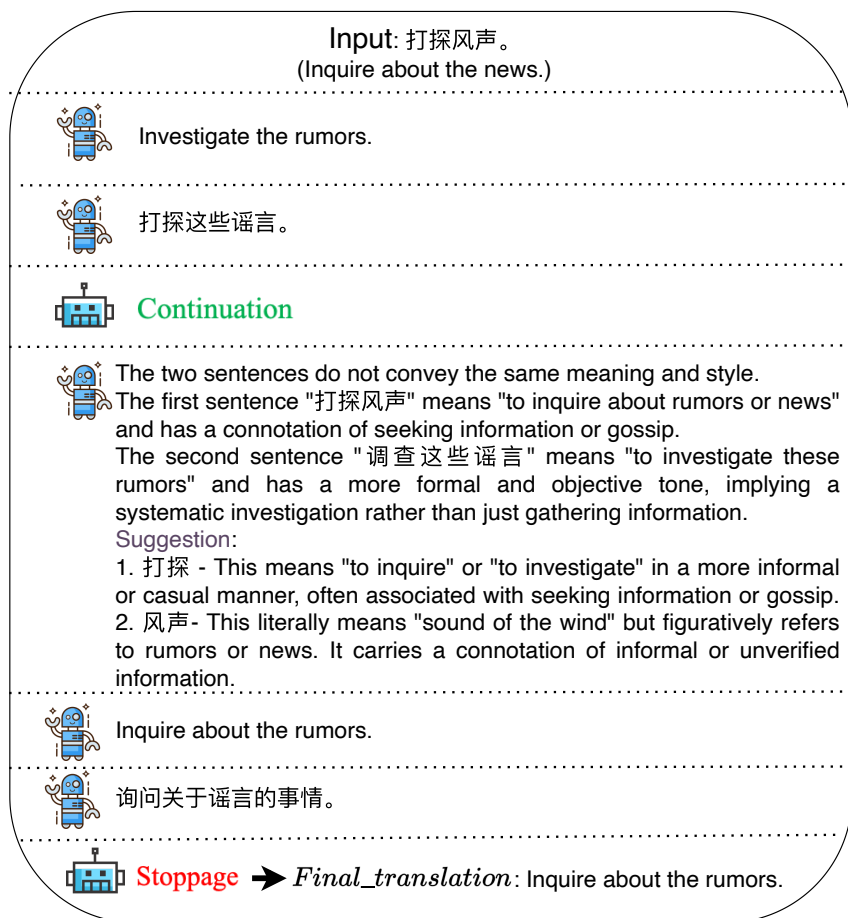 Input: 打探风声。
(Inquire about the news.)
Investigate the rumors.
打探这些谣言。
Continuation
The two sentences do not convey the same meaning and style.
The first sentence "打探风声" means "to inquire about rumors or news"
and has a connotation of seeking information or gossip.
The second sentence "调查这些谣言" means "to investigate these
rumors" and has a more formal and objective tone, implying a
systematic investigation rather than just gathering information.
Suggestion:
1. 打探 - This means "to inquire" or "to investigate" in a more informal
or casual manner, often associated with seeking information or gossip.
2. 风声- This literally means "sound of the wind" but figuratively refers
to rumors or news. It carries a connotation of informal or unverified
information.
Inquire about the rumors.
询问关于谣言的事情。
Stoppage → Final_translation: Inquire about the rumors.